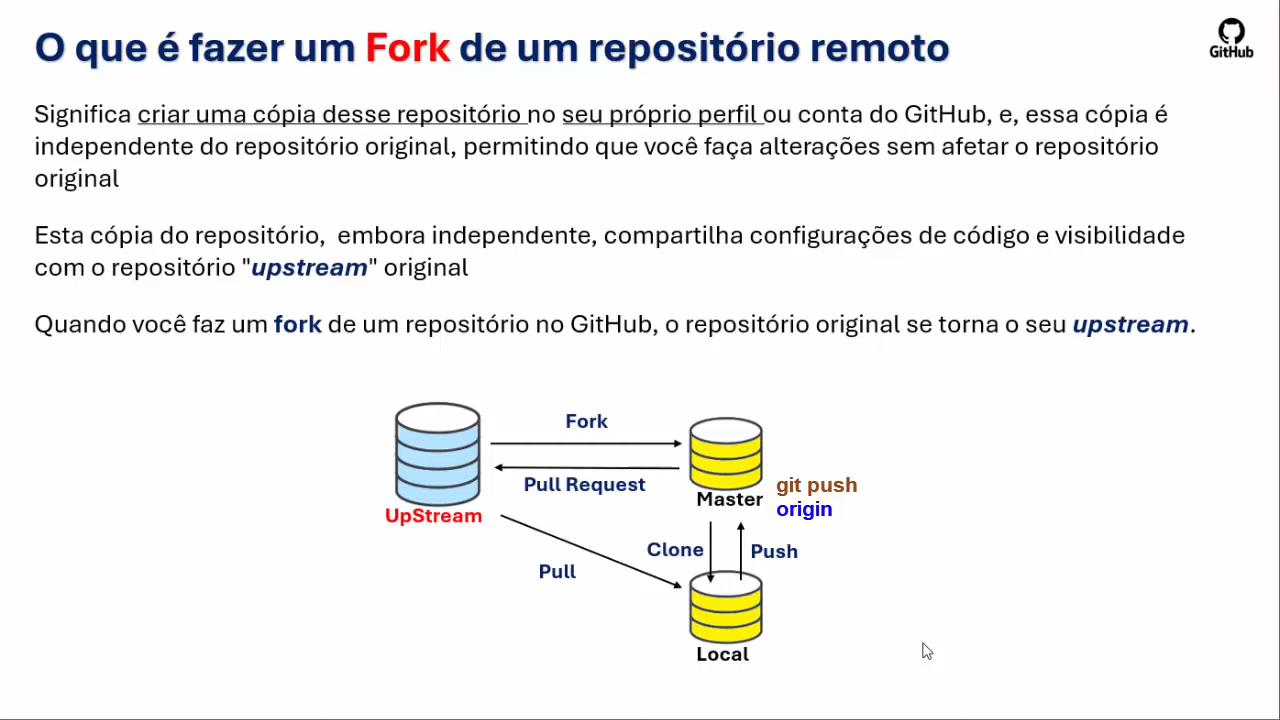 O que é fazer um Fork de um repositório remoto
GitHub
Significa criar uma cópia desse repositório no seu próprio perfil ou conta do GitHub, e, essa cópia é
independente do repositório original, permitindo que você faça alterações sem afetar o repositório
original
Esta cópia do repositório,  embora independente, compartilha configurações de código e visibilidade
com o repositório "upstream" original
Quando você faz um fork de um repositório no GitHub, o repositório original se torna o seu upstream.
Fork
Pull Request
UpStream
Master
git push
origin
Clone
Push
Pull
Local